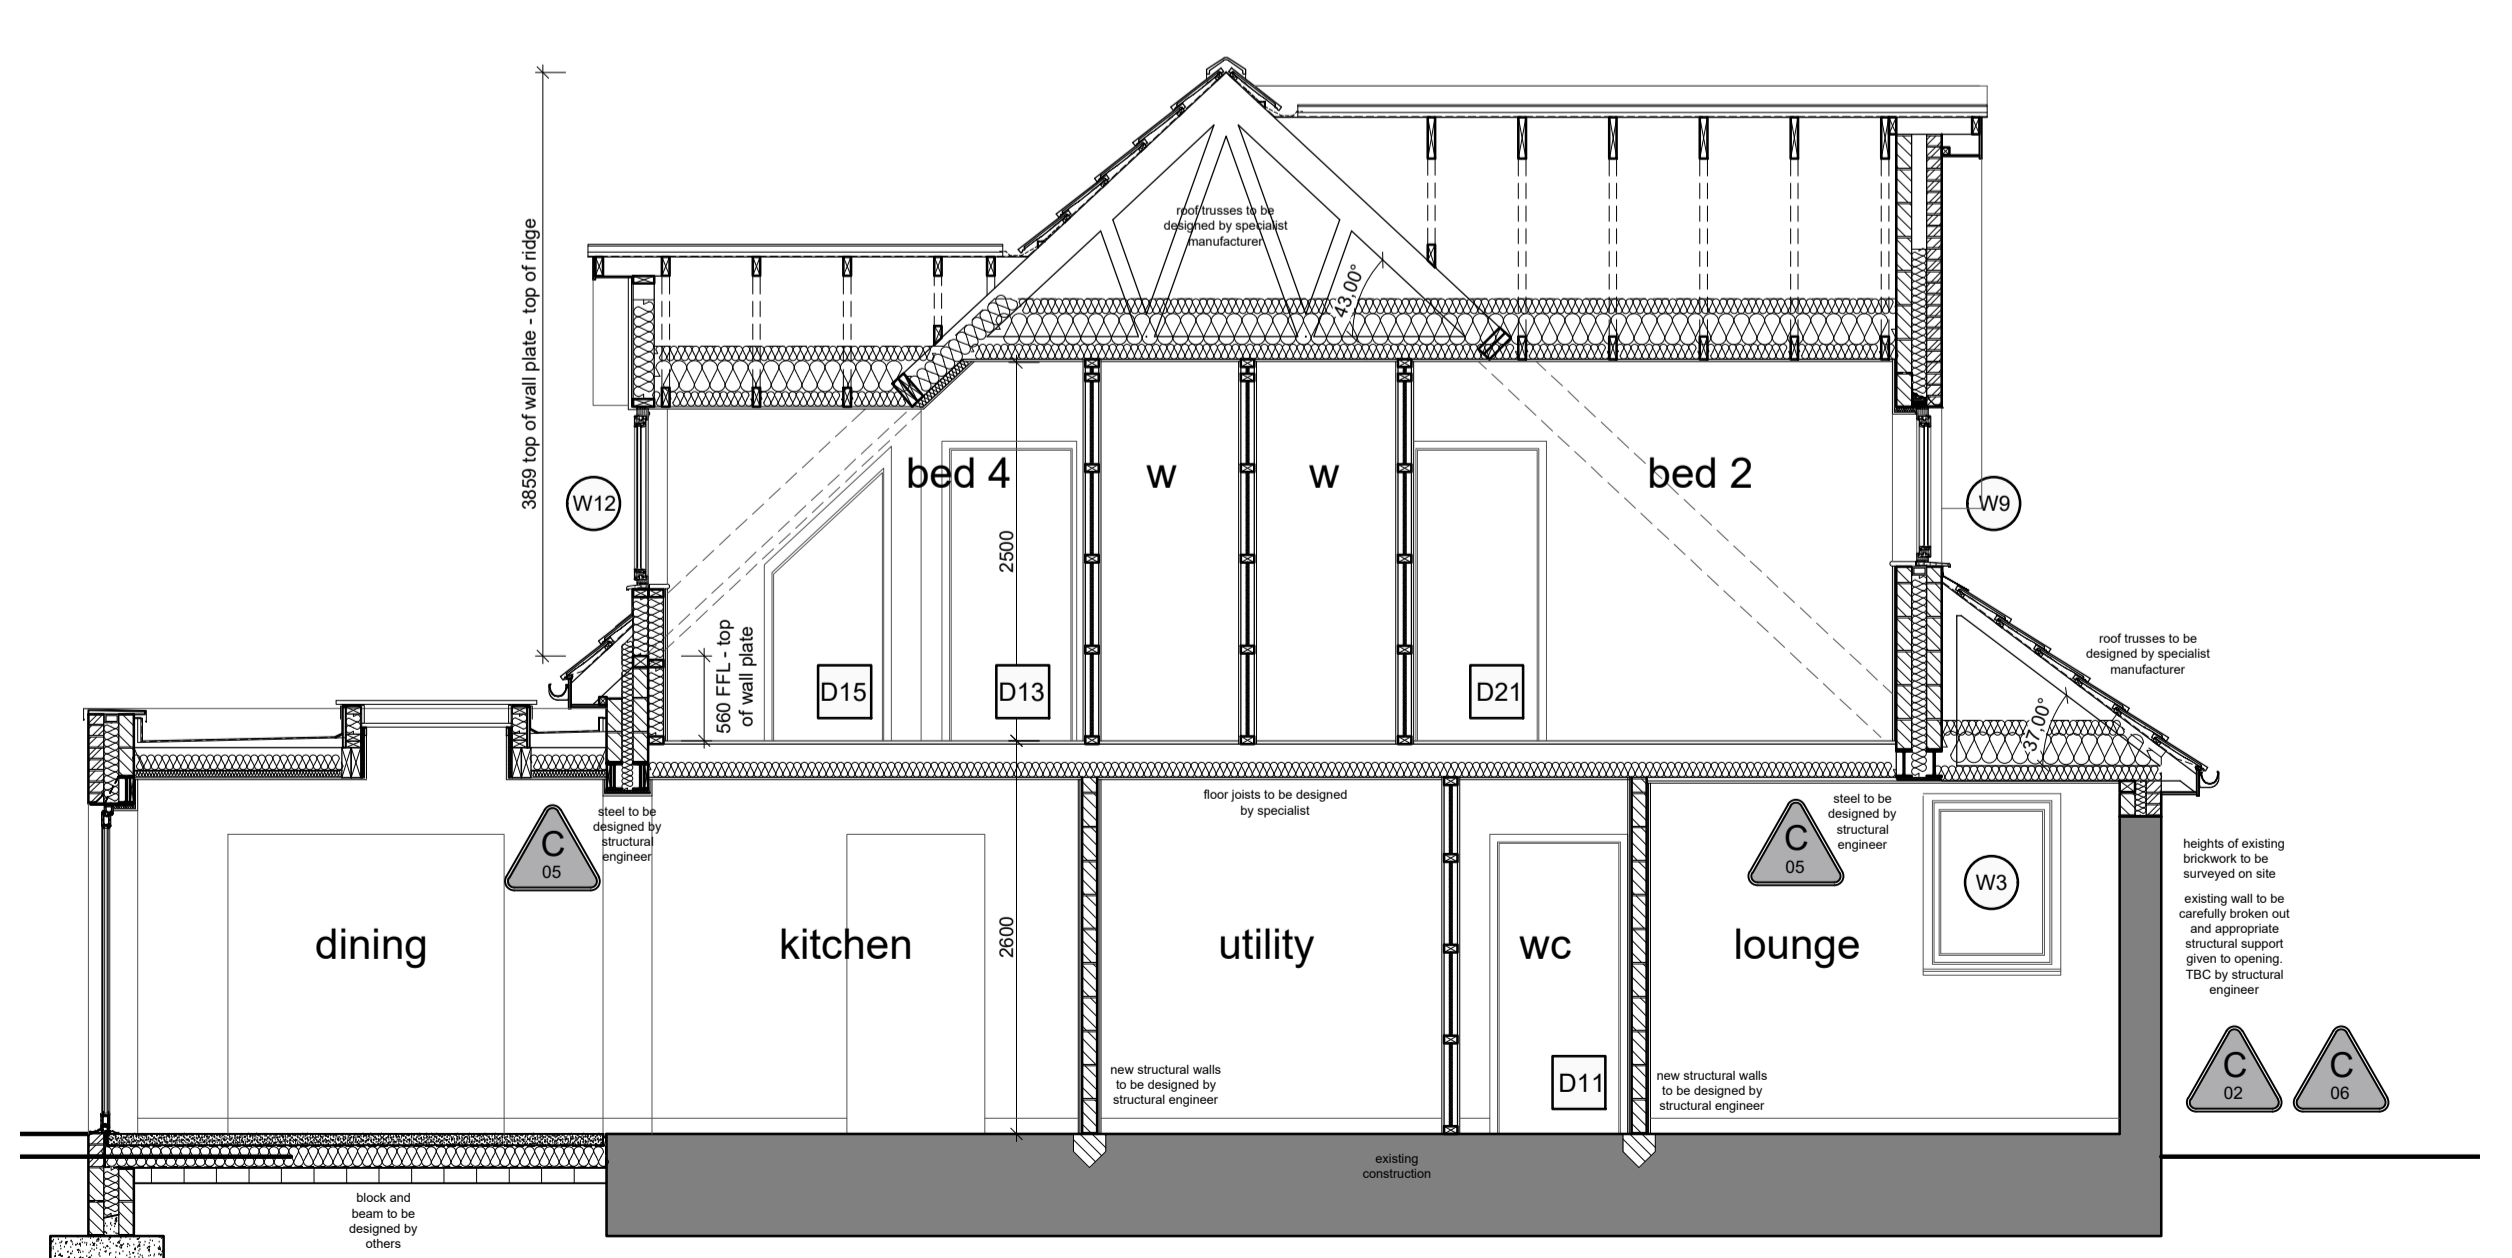 3859 top of wall plate - top of ridge
roof trusses to be
designed by specialist
manufacturer
43,00°
bed 4
w
w
bed 2
W12
W9
2500
560 FFL - top
of wall plate
D15
D13
D21
roof trusses to be
designed by specialist
manufacturer
37,00°
steel to be
designed by
structural
engineer
C
05
floor joists to be designed
by specialist
C
05
steel to be
designed by
structural
engineer
W3
heights of existing
brickwork to be
surveyed on site
existing wall to be
carefully broken out
and appropriate
structural support
given to opening.
TBC by structural
engineer
dining
kitchen
2600
utility
wc
lounge
new structural walls
to be designed by
structural engineer
D11
new structural walls
to be designed by
structural engineer
C
02
C
06
existing
construction
block and
beam to be
designed by
others